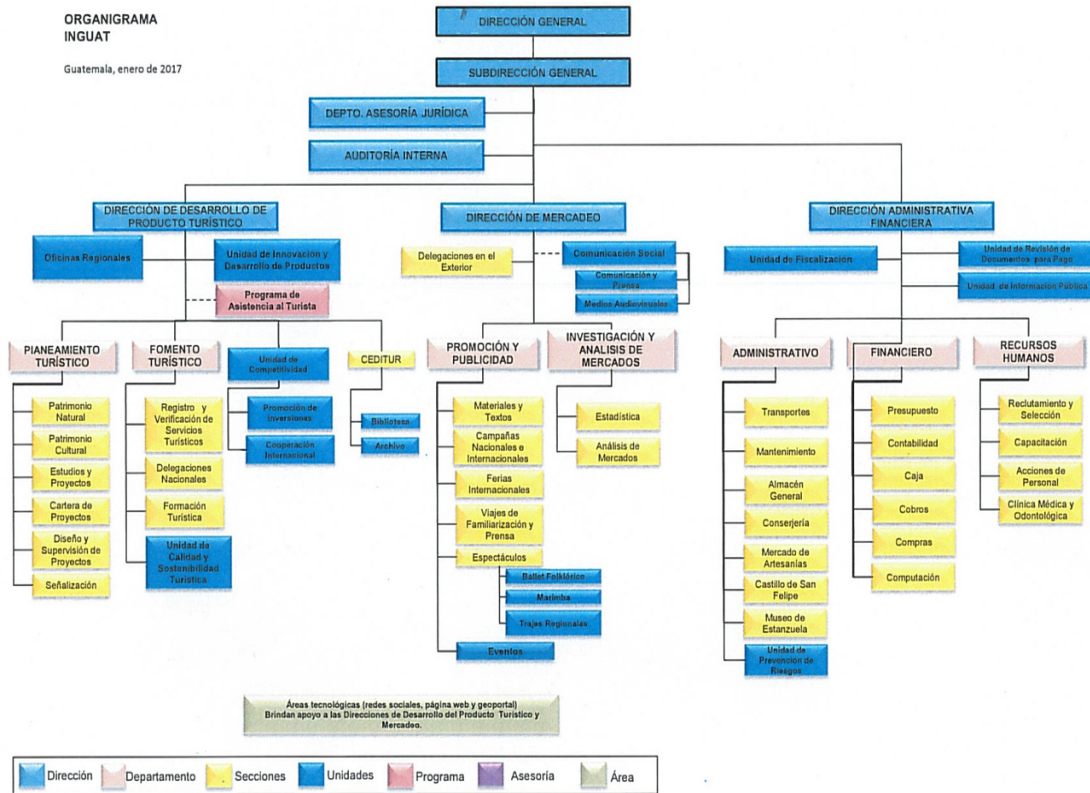 ORGANIGRAMA
INGUAT
Guatemala, enero de 2017
DIRECCIÓN GENERAL
SUBDIRECCIÓN GENERAL
DEPTO. ASESORÍA JURÍDICA
AUDITORÍA INTERNA
DIRECCIÓN DE DESARROLLO DE
PRODUCTO TURÍSTICO
Oficinas Regionales
Unidad de Innovación y
Desarrollo de Productos
Programa de
Asistencia al Turista
PIANEAMIENTO
TURÍSTICO
Patrimonio
Natural
Patrimonio
Cultural
Estudios y
Proyectos
Cartera de
Proyectos
Diseño y
Supervisión de
Proyectos
Señalización
FOMENTO
TURÍSTICO
Registro y
Verificación de
Servicios
Turísticos
Delegaciones
Nacionales
Formación
Turística
Unidad de
Calidad y
Sostenibilidad
Turística
Unidad de
Competitividad
Promoción de
Inversiones
Cooperación
Internacional
CEDITUR
Biblioteca
Archivo
DIRECCIÓN DE MERCADEO
Delegaciones en el
Exterior
Comunicación Social
Comunicación y
Prensa
Medios Audiovisuales
PROMOCIÓN Y
PUBLICIDAD
Materiales y
Textos
Campañas
Nacionales e
Internacionales
Ferias
Internacionales
Viajes de
Familiarización y
Prensa
Espectáculos
Ballet Folklórico
Marimba
Trajes Regionales
Eventos
INVESTIGACIÓN Y
ANALISIS DE
MERCADOS
Estadística
Análisis de
Mercados
DIRECCIÓN ADMINISTRATIVA
FINANCIERA
Unidad de Fiscalización
Unidad de Revisión de
Documentos para Pago
Unidad de Información Pública
ADMINISTRATIVO
Transportes
Mantenimiento
Almacén
General
Conserjería
Mercado de
Artesanías
Castillo de San
Felipe
Museo de
Estanzuela
Unidad de
Prevención de
Riesgos
FINANCIERO
Presupuesto
Contabilidad
Caja
Cobros
Compras
Computación
RECURSOS
HUMANOS
Reclutamiento y
Selección
Capacitación
Acciones de
Personal
Clínica Médica y
Odontológica
Áreas tecnológicas (redes sociales, página web y geoportal)
Brindan apoyo a las Direcciones de Desarrollo del Producto Turístico y
Mercadeo.
Dirección
Departamento
Secciones
Unidades
Programa
Asesoría
Área